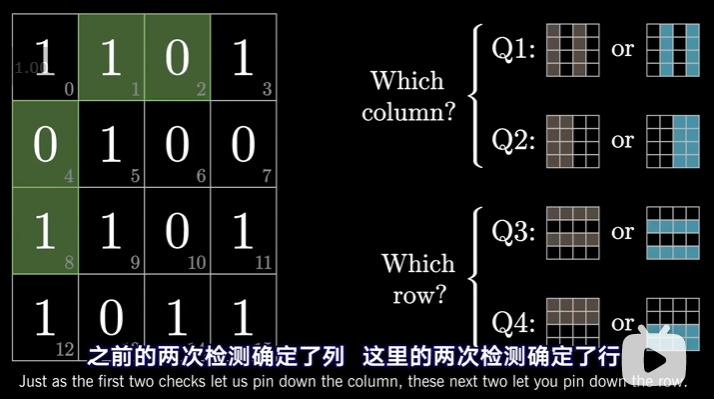 1 1 0 1
1.00
0 1 2 3
0 1 0 0
4 5 6 7
1 1 0 1
8 9 10 11
1 0 1 1
12
Which column?
Q1: or
Q2: or
Which row?
Q3: or
Q4: or
之前的两次检测确定了列 这里的两次检测确定了行
Just as the first two checks let us pin down the column, these next two let you pin down the row.